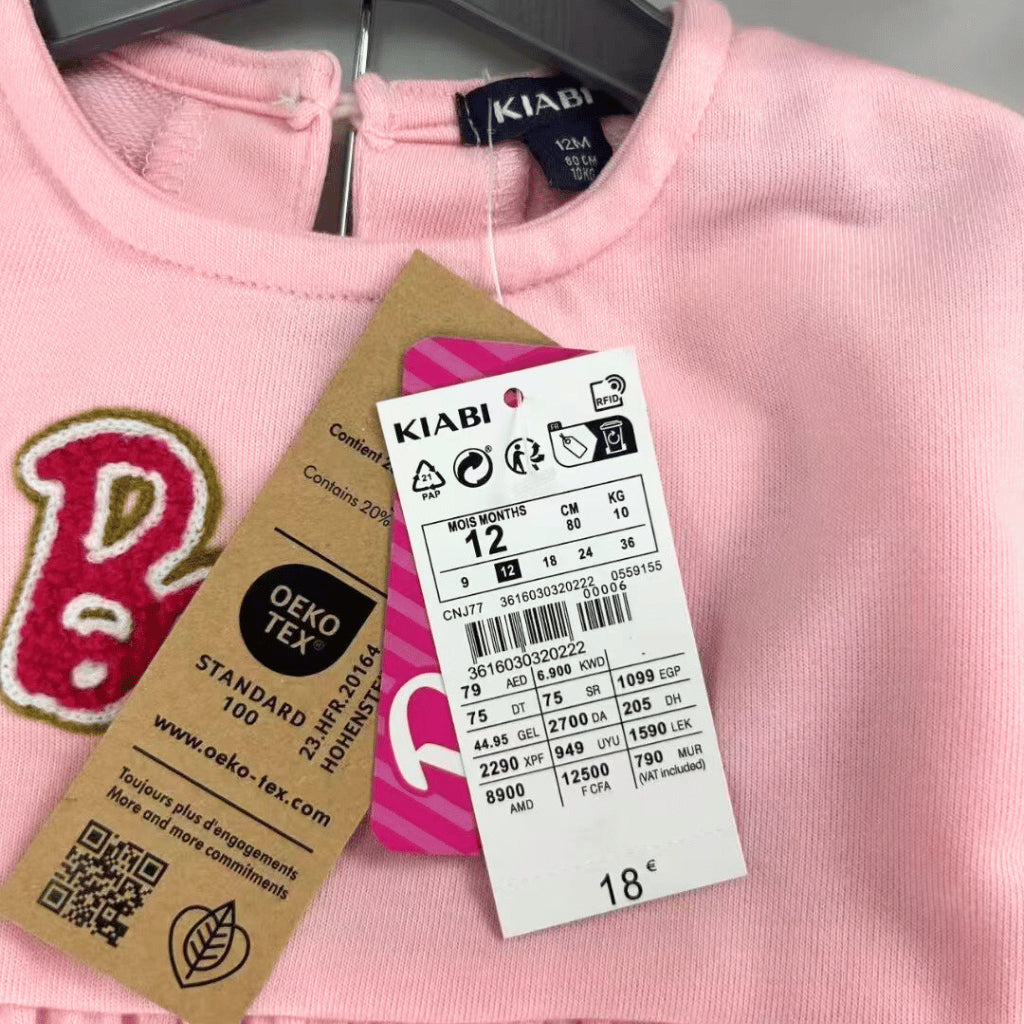 KIABI
12M
80 CM
10KG
Contient 2
Contains 20%
OEKO
TEX®
STANDARD
100
23.HFR.20164
HOHENSTE
www.oeko-tex.com
Toujours plus d'engagements
More and more commitments
KIABI
RFID
21
PAP
FR
MOIS MONTHS CM KG
12 80 10
9 12 18 24 36
CNJ77 3616030320222 0559155
00006
3616030320222
79 AED 6.900 KWD -
75 DT 75 SR 1099 EGP
44.95 GEL 2700 DA 205 DH
2290 XPF 949 UYU 1590 LEK
8900 AMD 12500 F CFA 790 MUR
(VAT included)
18 €